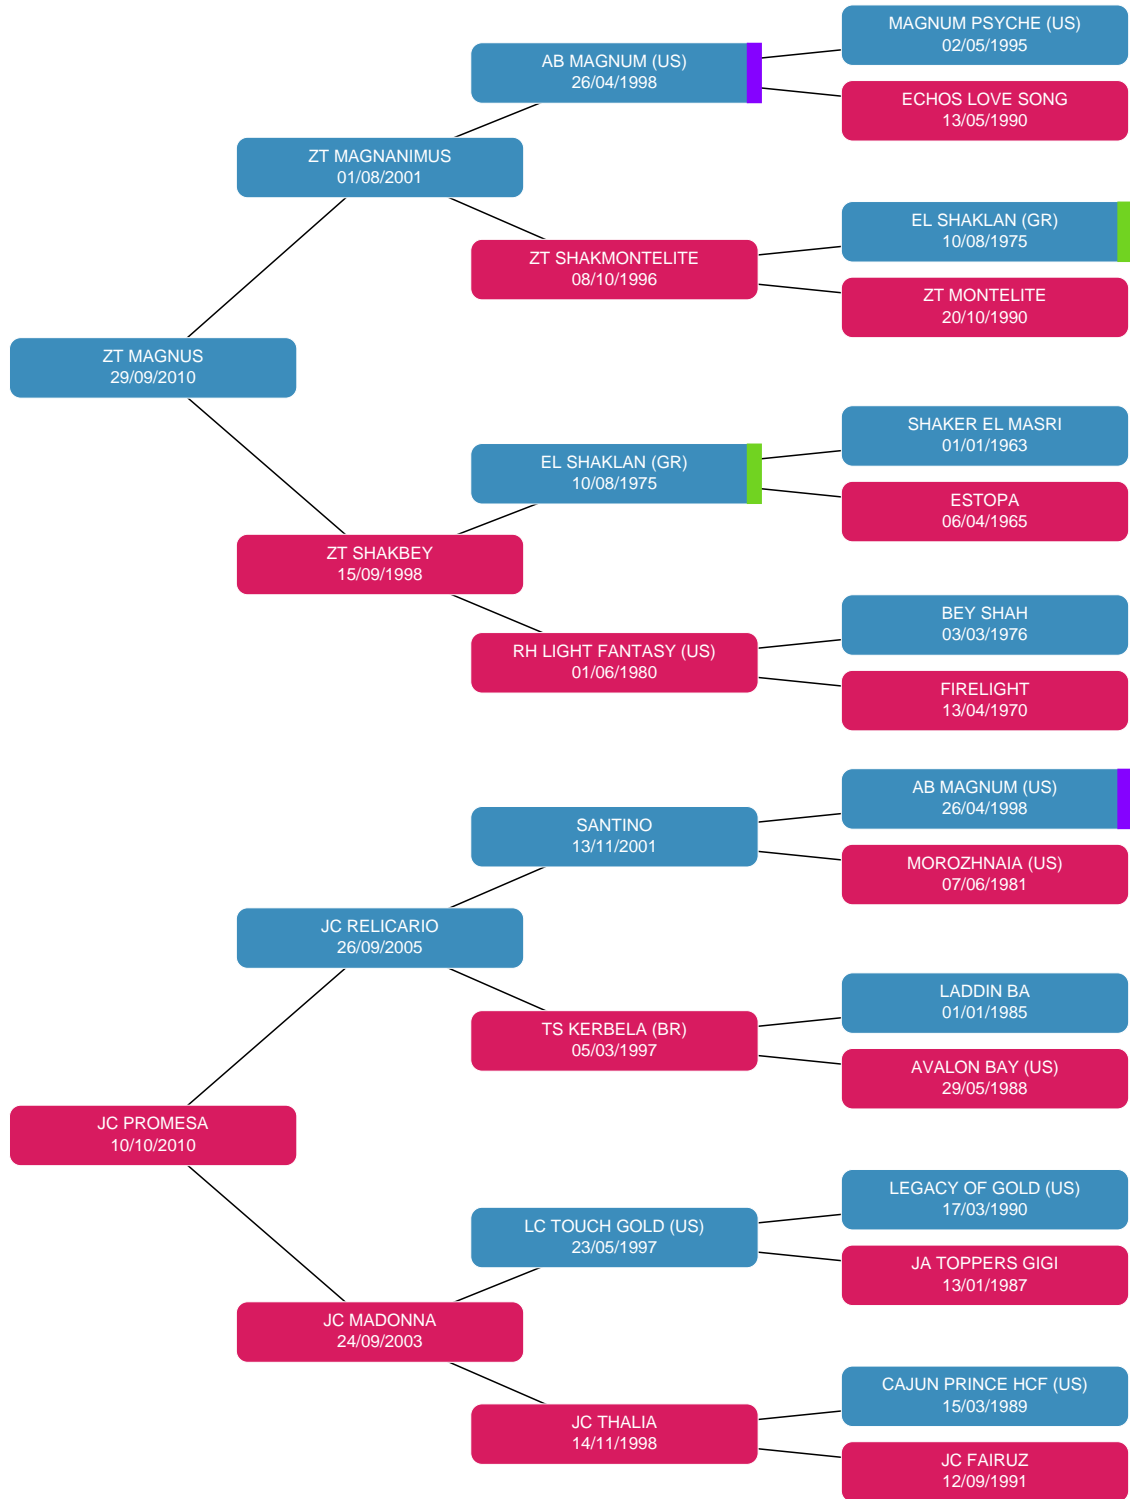 MAGNUM PSYCHE (US)
02/05/1995
AB MAGNUM (US)
26/04/1998
ECHOS LOVE SONG
13/05/1990
ZT MAGNANIMUS
01/08/2001
EL SHAKLAN (GR)
10/08/1975
ZT SHAKMONTELITE
08/10/1996
ZT MONTELITE
20/10/1990
ZT MAGNUS
29/09/2010
SHAKER EL MASRI
01/01/1963
EL SHAKLAN (GR)
10/08/1975
ESTOPA
06/04/1965
ZT SHAKBEY
15/09/1998
BEY SHAH
03/03/1976
RH LIGHT FANTASY (US)
01/06/1980
FIRELIGHT
13/04/1970
AB MAGNUM (US)
26/04/1998
SANTINO
13/11/2001
MOROZHNAIA (US)
07/06/1981
JC RELICARIO
26/09/2005
LADDIN BA
01/01/1985
TS KERBELA (BR)
05/03/1997
AVALON BAY (US)
29/05/1988
JC PROMESA
10/10/2010
LEGACY OF GOLD (US)
17/03/1990
LC TOUCH GOLD (US)
23/05/1997
JA TOPPERS GIGI
13/01/1987
JC MADONNA
24/09/2003
CAJUN PRINCE HCF (US)
15/03/1989
JC THALIA
14/11/1998
JC FAIRUZ
12/09/1991